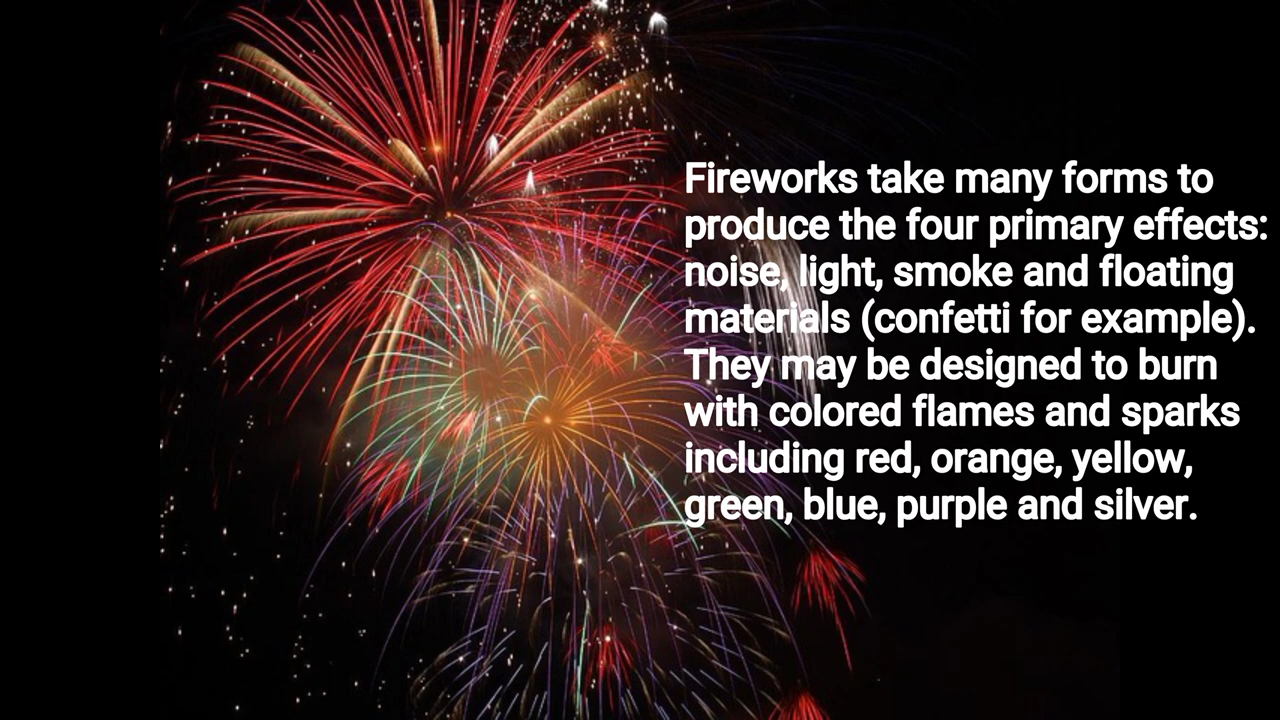 Fireworks take many forms to
produce the four primary effects:
noise, light, smoke and floating
materials (confetti for example).
They may be designed to burn
with colored flames and sparks
including red, orange, yellow,
green, blue, purple and silver.